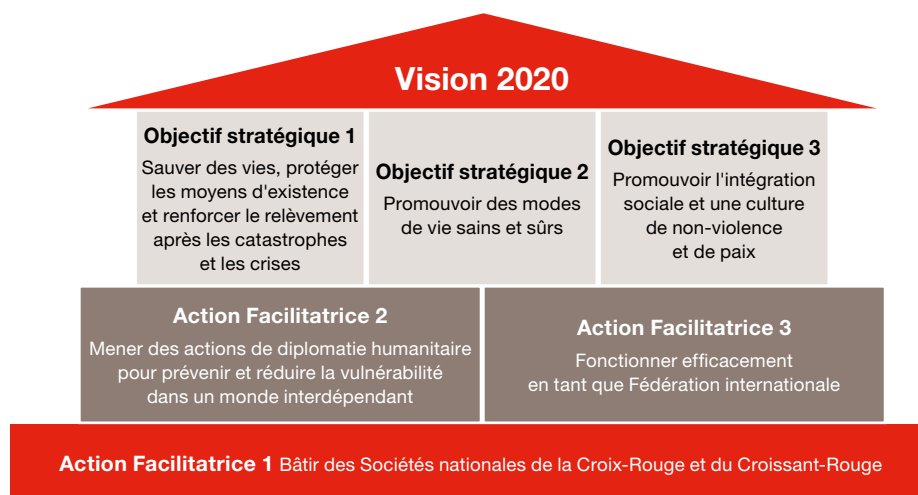 Vision 2020
Objectif stratégique 1
Sauver des vies, protéger
les moyens d'existence
et renforcer le relèvement
après les catastrophes
et les crises
Objectif stratégique 2
Promouvoir des modes
de vie sains et sûrs
Objectif stratégique 3
Promouvoir l'intégration
sociale et une culture
de non-violence
et de paix
Action Facilitatrice 2
Mener des actions de diplomatie humanitaire
pour prévenir et réduire la vulnérabilité
dans un monde interdépendant
Action Facilitatrice 3
Fonctionner efficacement
en tant que Fédération internationale
Action Facilitatrice 1 Bâtir des Sociétés nationales de la Croix-Rouge et du Croissant-Rouge